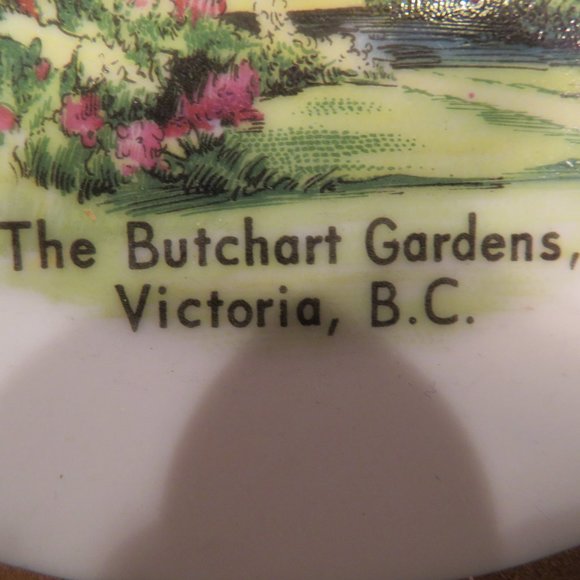 The Butchart Gardens,
Victoria, B.C.